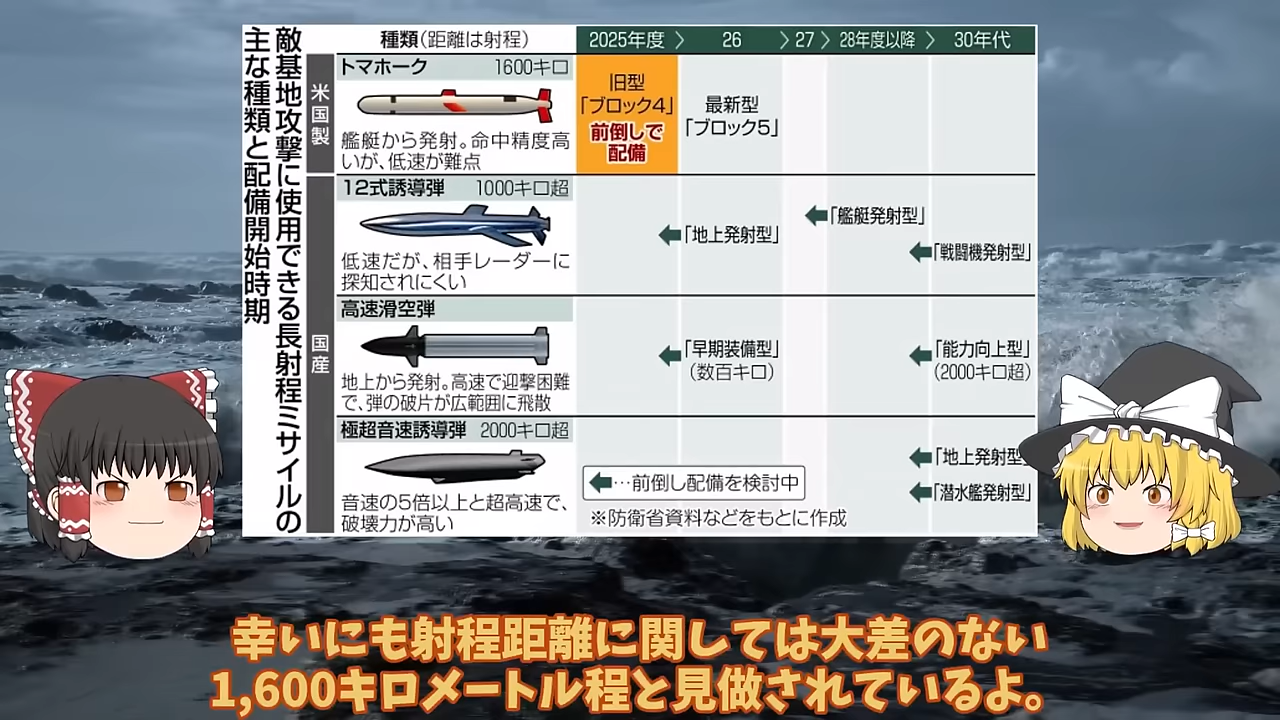 敵基地攻撃に使用できる長射程ミサイルの
主な種類と配備開始時期
種類(距離は射程)
2025年度
26
27
28年度以降
30年代
米国製
トマホーク 1600キロ
艦艇から発射。命中精度高
いが、低速が難点
旧型
「ブロック4」
前倒しで
配備
最新型
「ブロック5」
国産
12式誘導弾 1000キロ超
低速だが、相手レーダーに
探知されにくい
「地上発射型」
「艦艇発射型」
「戦闘機発射型」
高速滑空弾
地上から発射。高速で迎撃困難
で、弾の破片が広範囲に飛散
「早期装備型」
(数百キロ)
「能力向上型」
(2000キロ超)
極超音速誘導弾 2000キロ超
音速の5倍以上と超高速で、
破壊力が高い
「地上発射型
「潜水艦発射型」
…前倒し配備を検討中
※防衛省資料などをもとに作成
幸いにも射程距離に関しては大差のない
1,600キロメートル程と見做されているよ。